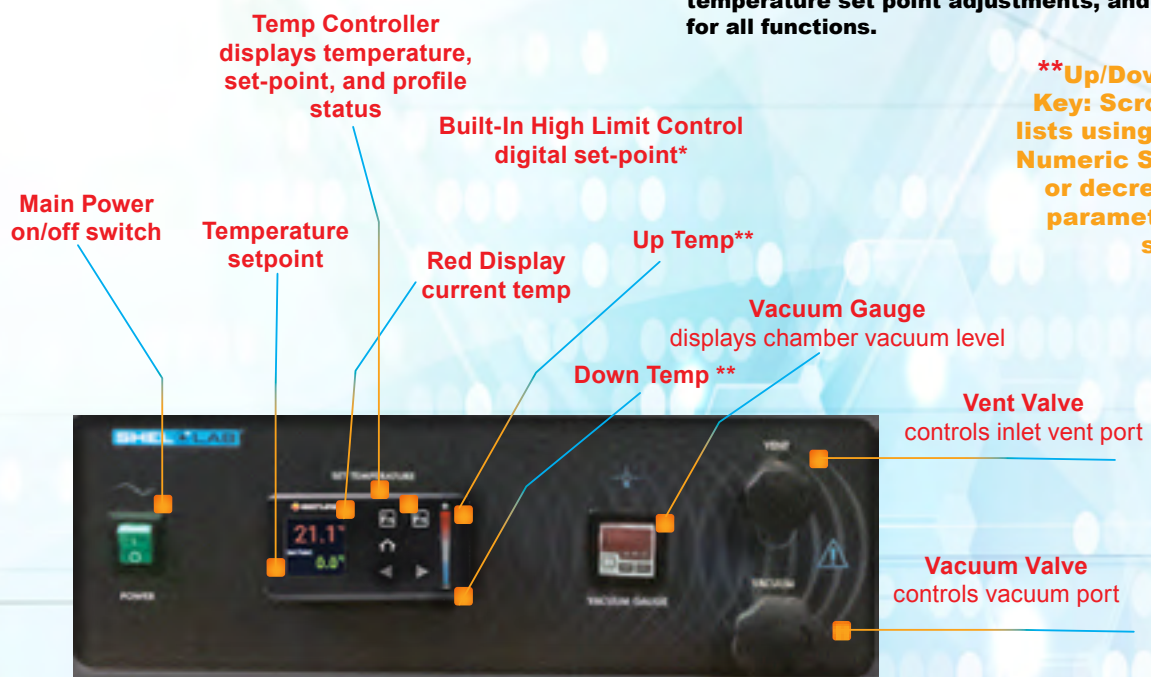 temperature set point adjustments, and
for all functions.
Temp Controller
displays temperature,
set-point, and profile
status
**Up/Dow
Key: Scro
lists using
Numeric S
or decre
paramet
s
Built-In High Limit Control
digital set-point*
Main Power
on/off switch
Temperature
setpoint
Up Temp**
Red Display
current temp
Vacuum Gauge
displays chamber vacuum level
Down Temp **
Vent Valve
controls inlet vent port
SHEL LAB
VENT
SET TEMPERATURE
21.1°
0.0°
POWER
VACUUM GAUGE
VACUUM
Vacuum Valve
controls vacuum port